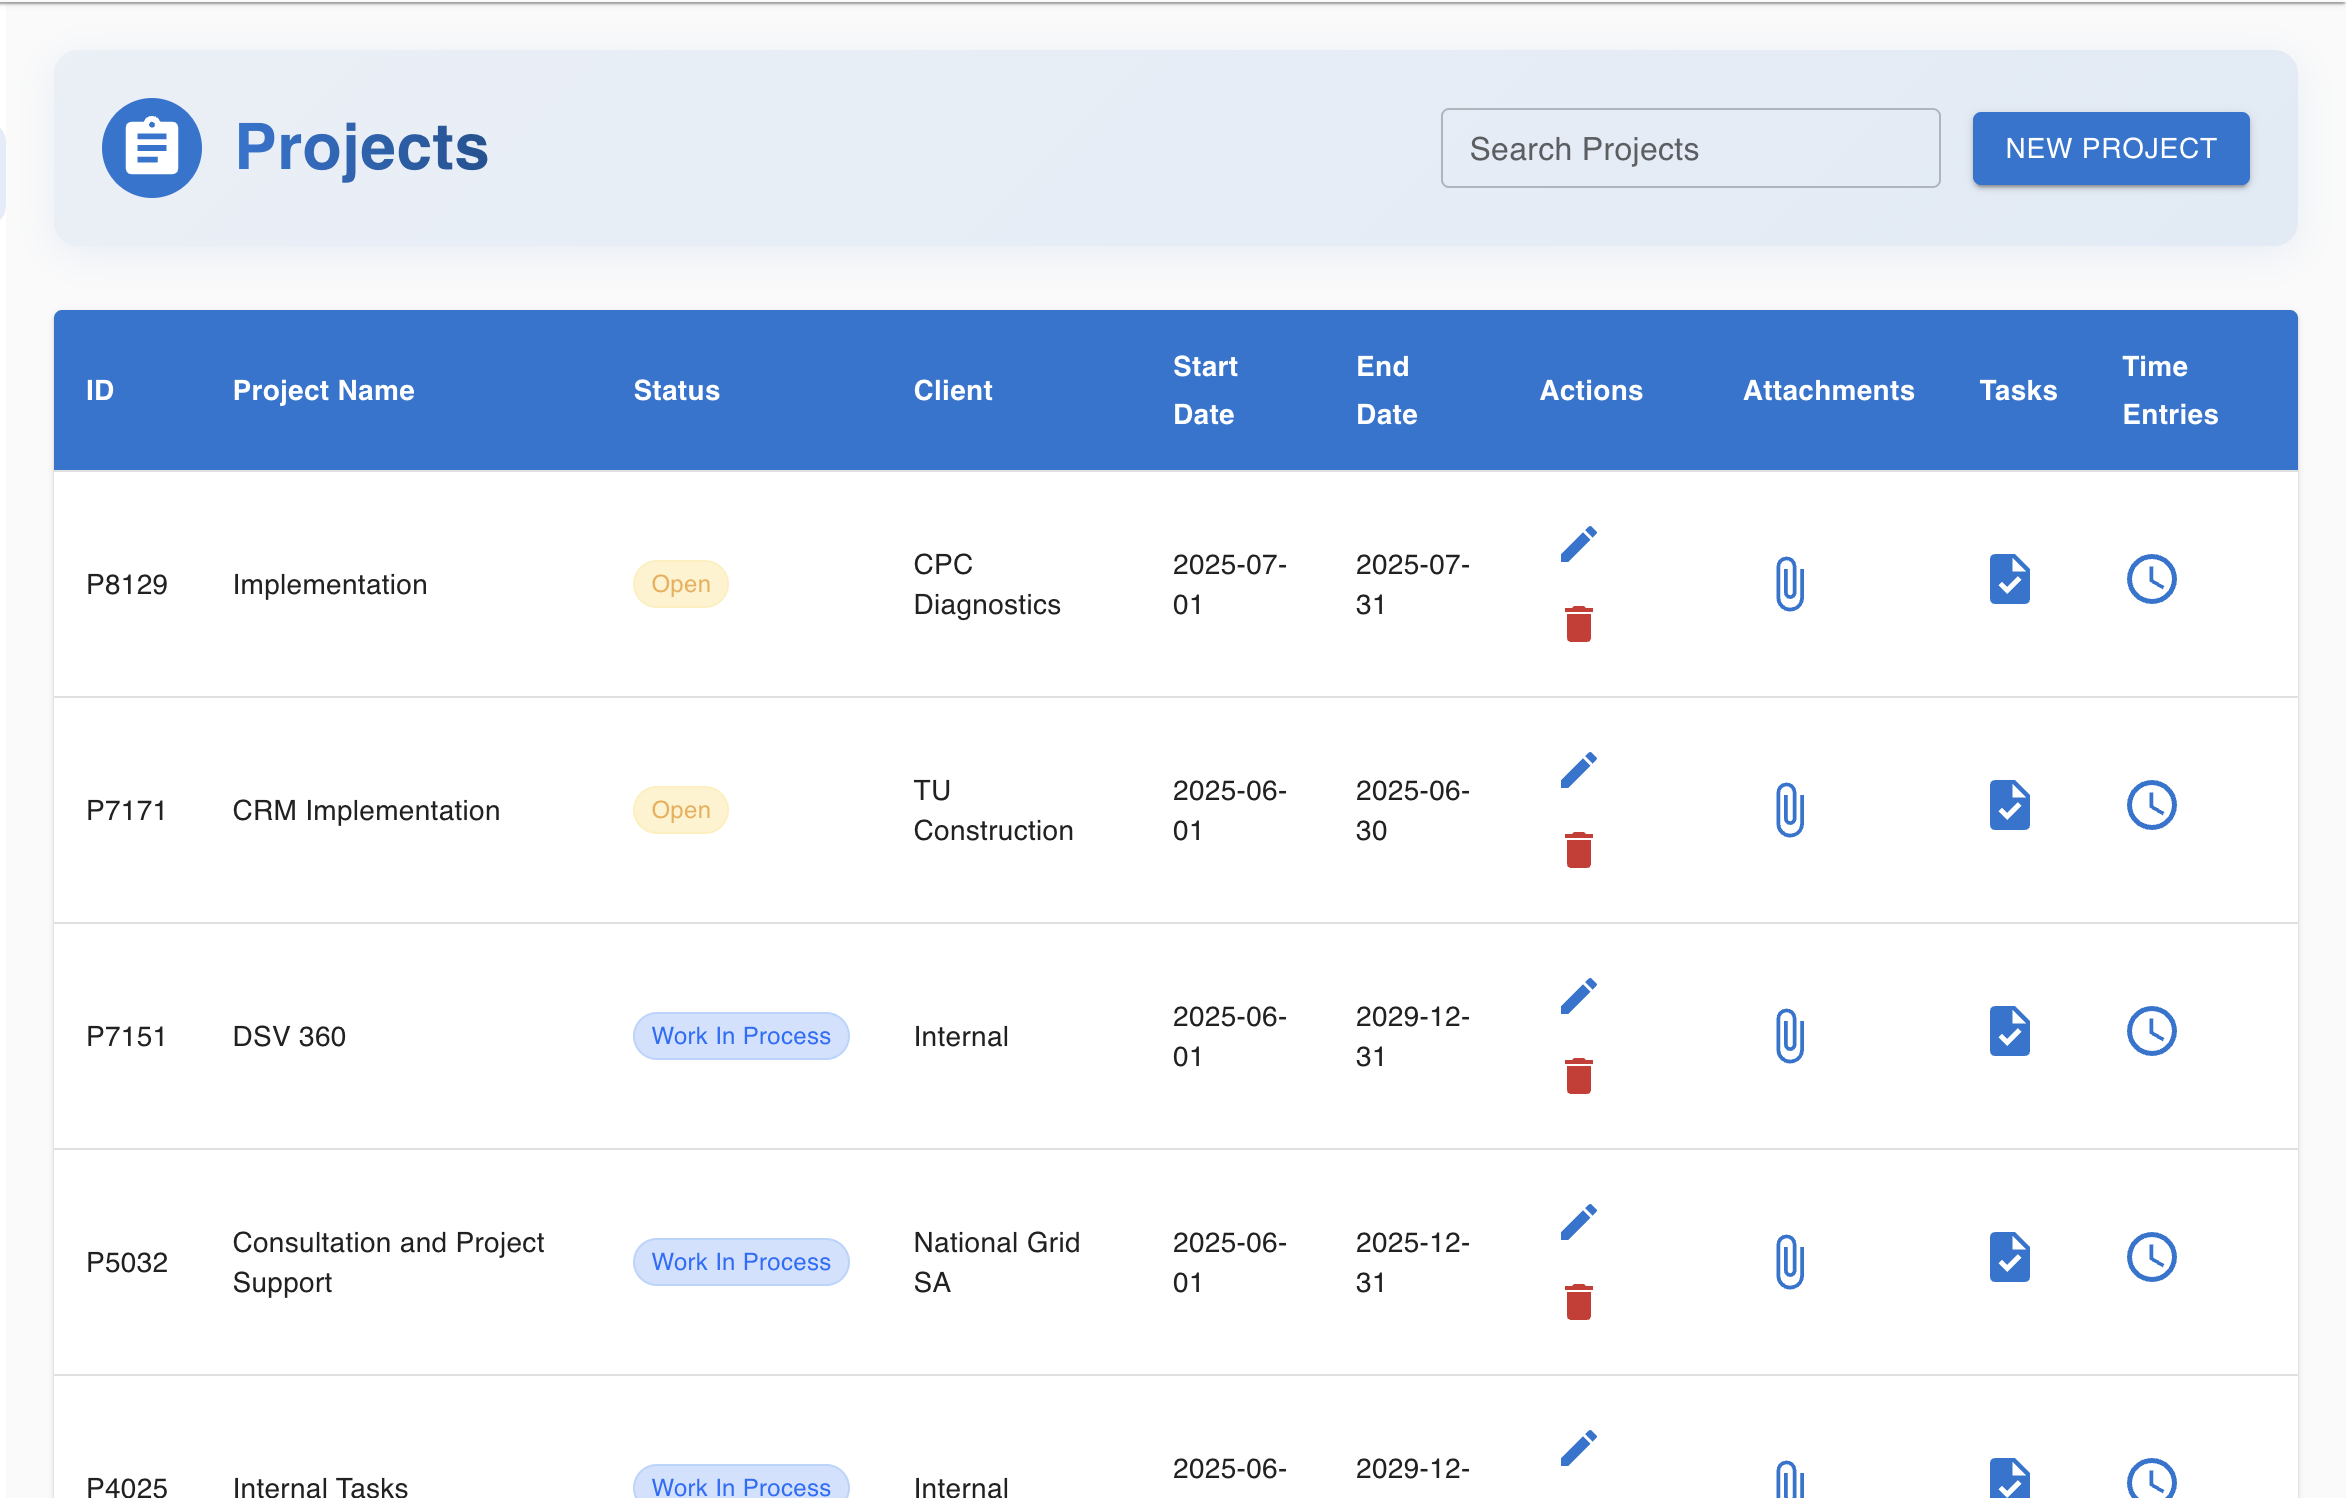 Projects
Search Projects
NEW PROJECT
ID
Project Name
Status
Client
Start
Date
End
Date
Actions
Attachments
Tasks
Time
Entries
P8129
Implementation
Open
CPC
Diagnostics
2025-07-
01
2025-07-
31
P7171
CRM Implementation
Open
TU
Construction
2025-06-
01
2025-06-
30
P7151
DSV 360
Work In Process
Internal
2025-06-
01
2029-12-
31
P5032
Consultation and Project
Support
Work In Process
National Grid
SA
2025-06-
01
2025-12-
31
P4025
Internal Tasks
Work In Process
Internal
2025-06-
2029-12-